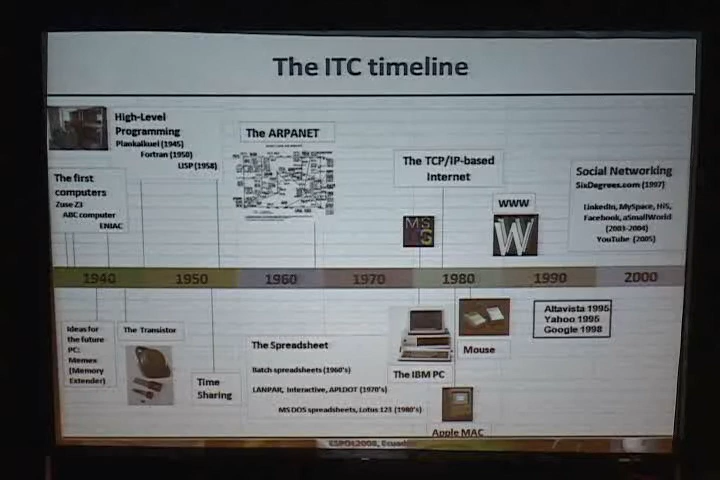 The ITC timeline
High-Level
Programming
Plankalkuel (1945)
Fortran (1950)
LISP (1958)
The ARPANET
The TCP/IP-based
Internet
Social Networking
SixDegrees.com (1997)
LinkedIn, MySpace, Hi5,
Facebook, aSmallWorld
(2003-2004)
YouTube (2005)
The first
computers
Zuse Z3
ABC computer
ENIAC
WWW
MS
W
1940 1950 1960 1970 1980 1990 2000
Ideas for
the future
PC:
Memex
(Memory
Extender)
The Transistor
Time
Sharing
The Spreadsheet
Batch spreadsheets (1960's)
LANPAR, Interactive, APLDOT (1970's)
MS DOS spreadsheets, Lotus 123 (1980's)
The IBM PC
Mouse
Apple MAC
Altavista 1995
Yahoo 1995
Google 1998
ESPOL2008, Ecuador